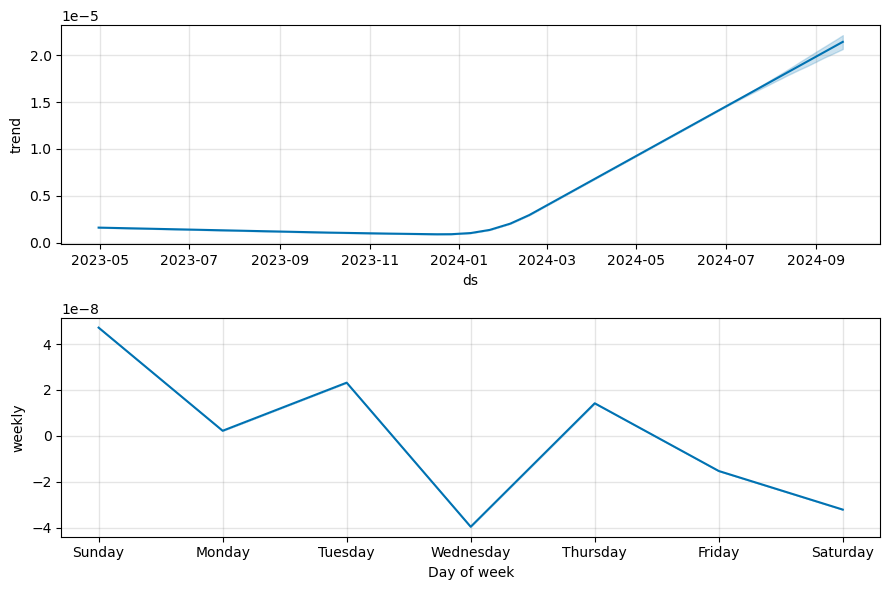 1e−5
2.0
1.5
1.0
0.5
0.0
trend
2023-05 2023-07 2023-09 2023-11 2024-01 2024-03 2024-05 2024-07 2024-09
ds
1e−8
4
2
0
−2
−4
weekly
Sunday Monday Tuesday Wednesday Thursday Friday Saturday
Day of week